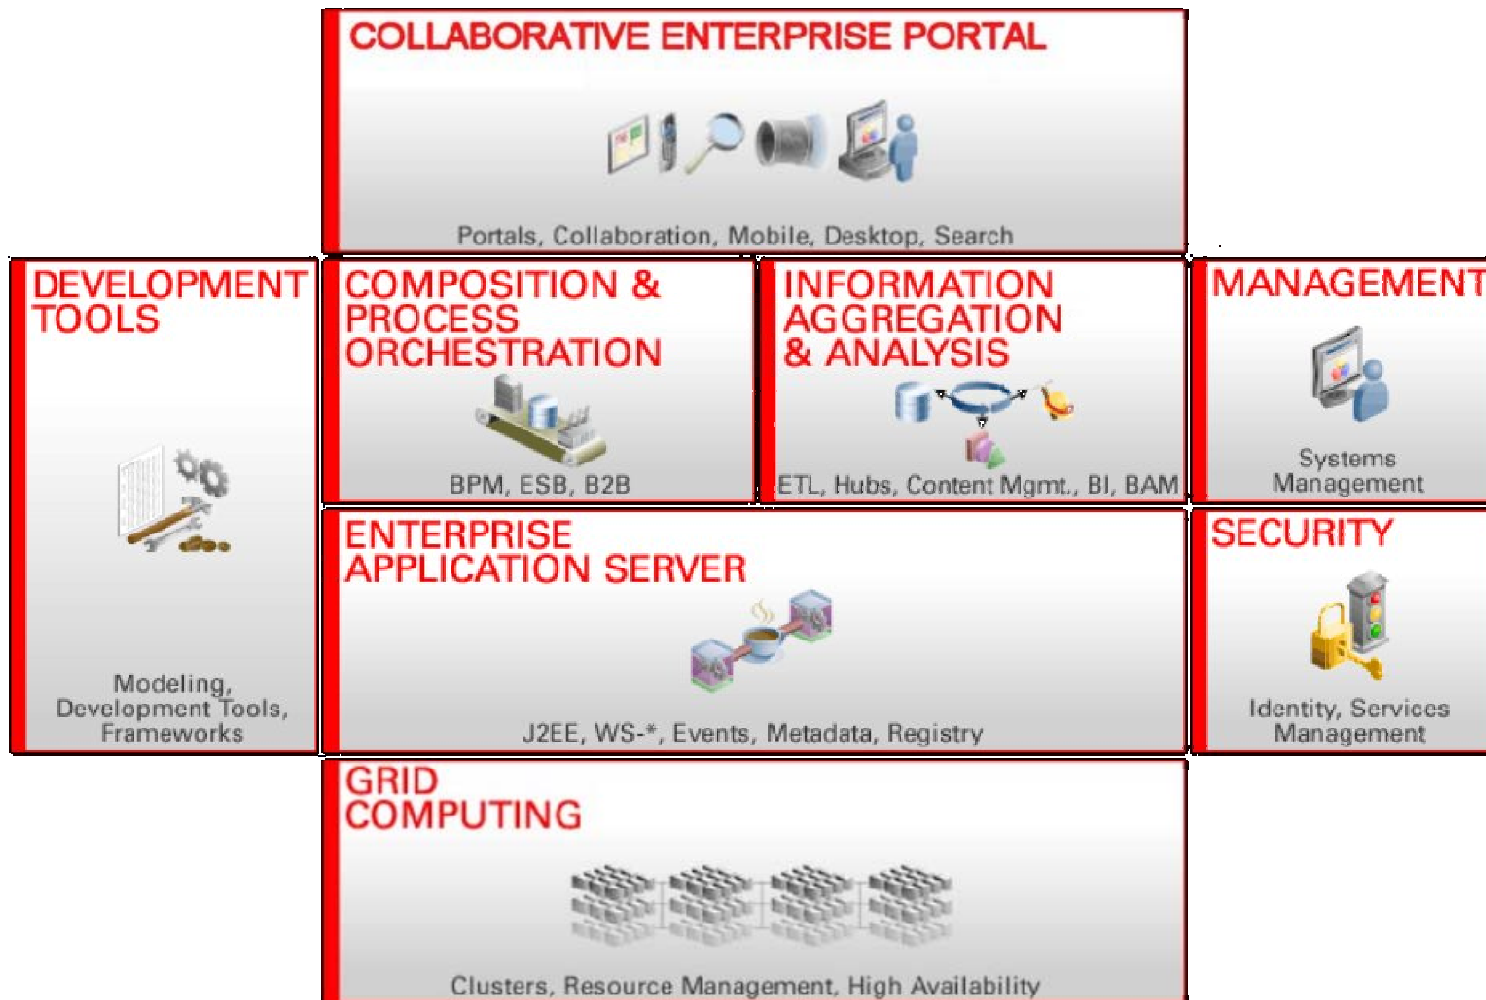 COLLABORATIVE ENTERPRISE PORTAL
Portals, Collaboration, Mobile, Desktop, Search
DEVELOPMENT
TOOLS
Modeling,
Development Tools,
Frameworks
COMPOSITION &
PROCESS
ORCHESTRATION
BPM, ESB, B2B
INFORMATION
AGGREGATION
& ANALYSIS
ETL, Hubs, Content Mgmt., BI, BAM
MANAGEMENT
Systems
Management
ENTERPRISE
APPLICATION SERVER
J2EE, WS-*, Events, Metadata, Registry
SECURITY
Identity, Services
Management
GRID
COMPUTING
Clusters, Resource Management, High Availability